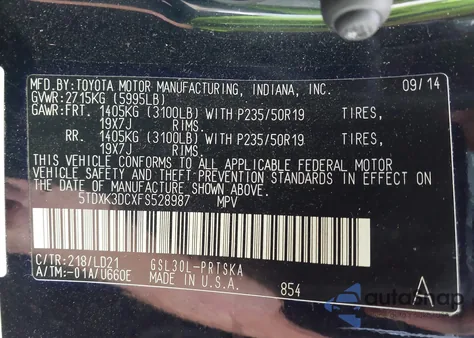 MFD.BY:TOYOTA MOTOR MANUFACTURING, INDIANA, INC. 09/14
GVWR:2715KG (5995LB)
GAWR:FRT. 1405KG (3100LB) WITH P235/50R19 TIRES,
19X7J RIMS.
RR. 1405KG (3100LB) WITH P235/50R19 TIRES,
19X7J RIMS.
THIS VEHICLE CONFORMS TO ALL APPLICABLE FEDERAL MOTOR
VEHICLE SAFETY AND THEFT PREVENTION STANDARDS IN EFFECT ON
THE DATE OF MANUFACTURE SHOWN ABOVE.
5TDXK3DCXFS528987 MPV
C/TR:218/LD21 GSL30L-PRTSKA
A/TM:-01A/U660E MADE IN U.S.A. 854 A
autosnap